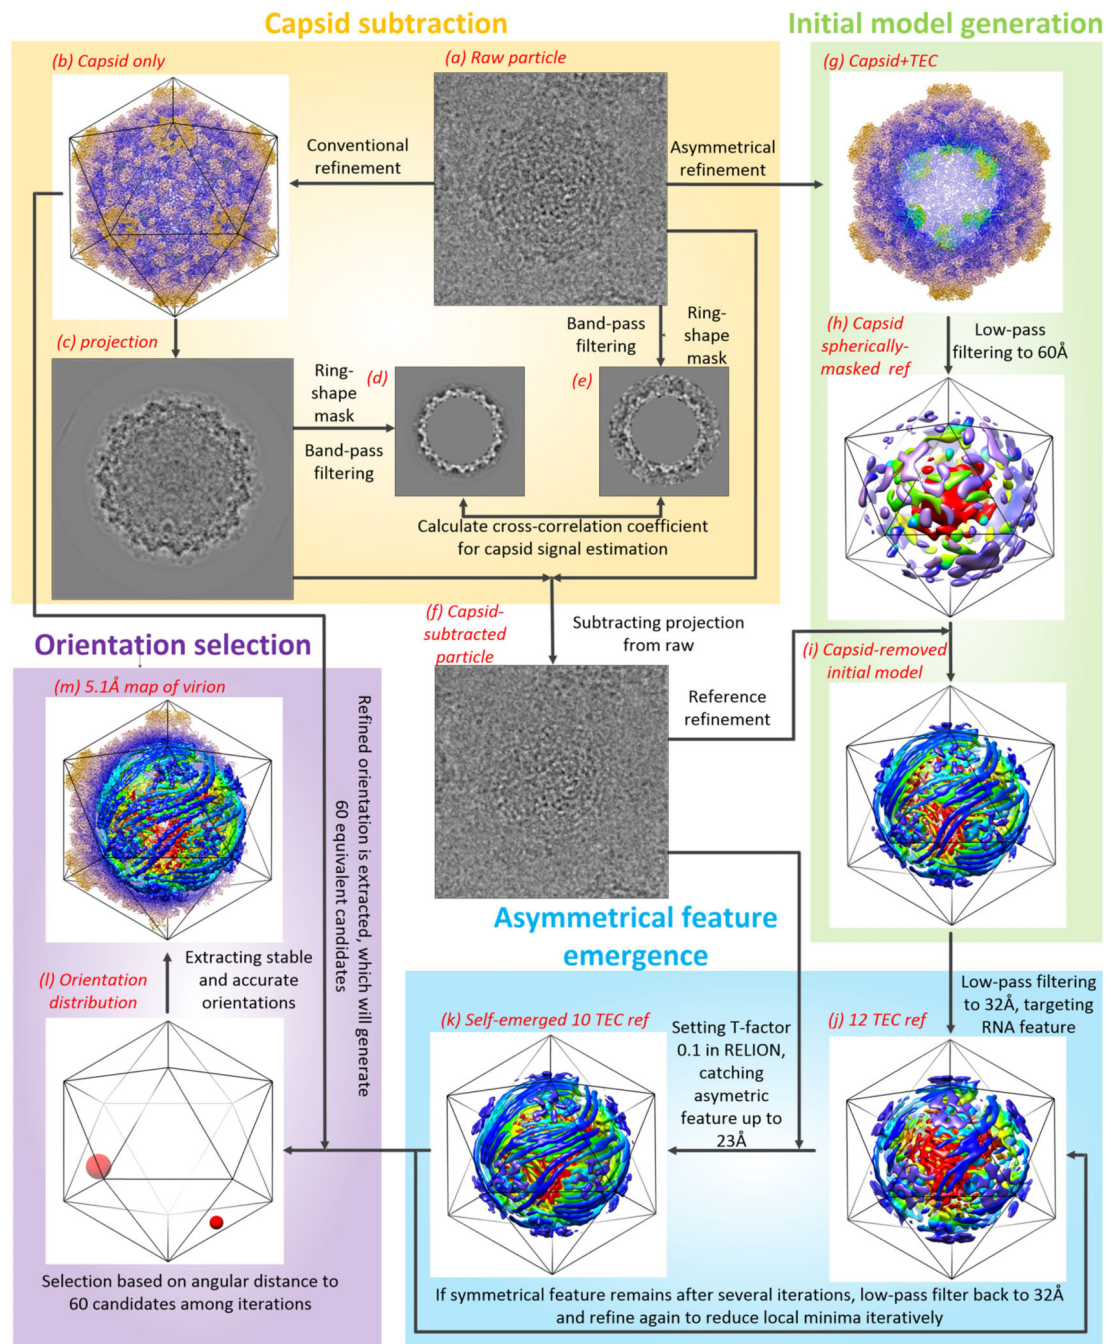 Capsid subtraction
Initial model generation
(b) Capsid only
(a) Raw particle
(g) Capsid+TEC
Conventional
refinement
Asymmetrical
refinement
(c) projection
Ring-
shape
mask
Band-pass
filtering
(d)
Band-pass
filtering
Ring-
shape
mask
(e)
(h) Capsid
spherically-
masked ref
Low-pass
filtering to 60Å
Calculate cross-correlation coefficient
for capsid signal estimation
(f) Capsid-
subtracted
particle
Subtracting projection
from raw
Reference
refinement
(i) Capsid-removed
initial model
Orientation selection
(m) 5.1Å map of virion
Refined orientation is extracted, which will generate
60 equivalent candidates
Extracting stable
and accurate
orientations
(l) Orientation
distribution
Selection based on angular distance to
60 candidates among iterations
Asymmetrical feature
emergence
(k) Self-emerged 10 TEC ref
Setting T-factor
0.1 in RELION,
catching
asymetric
feature up to
23Å
Low-pass filtering
to 32Å, targeting
RNA feature
(j) 12 TEC ref
If symmetrical feature remains after several iterations, low-pass filter back to 32Å
and refine again to reduce local minima iteratively